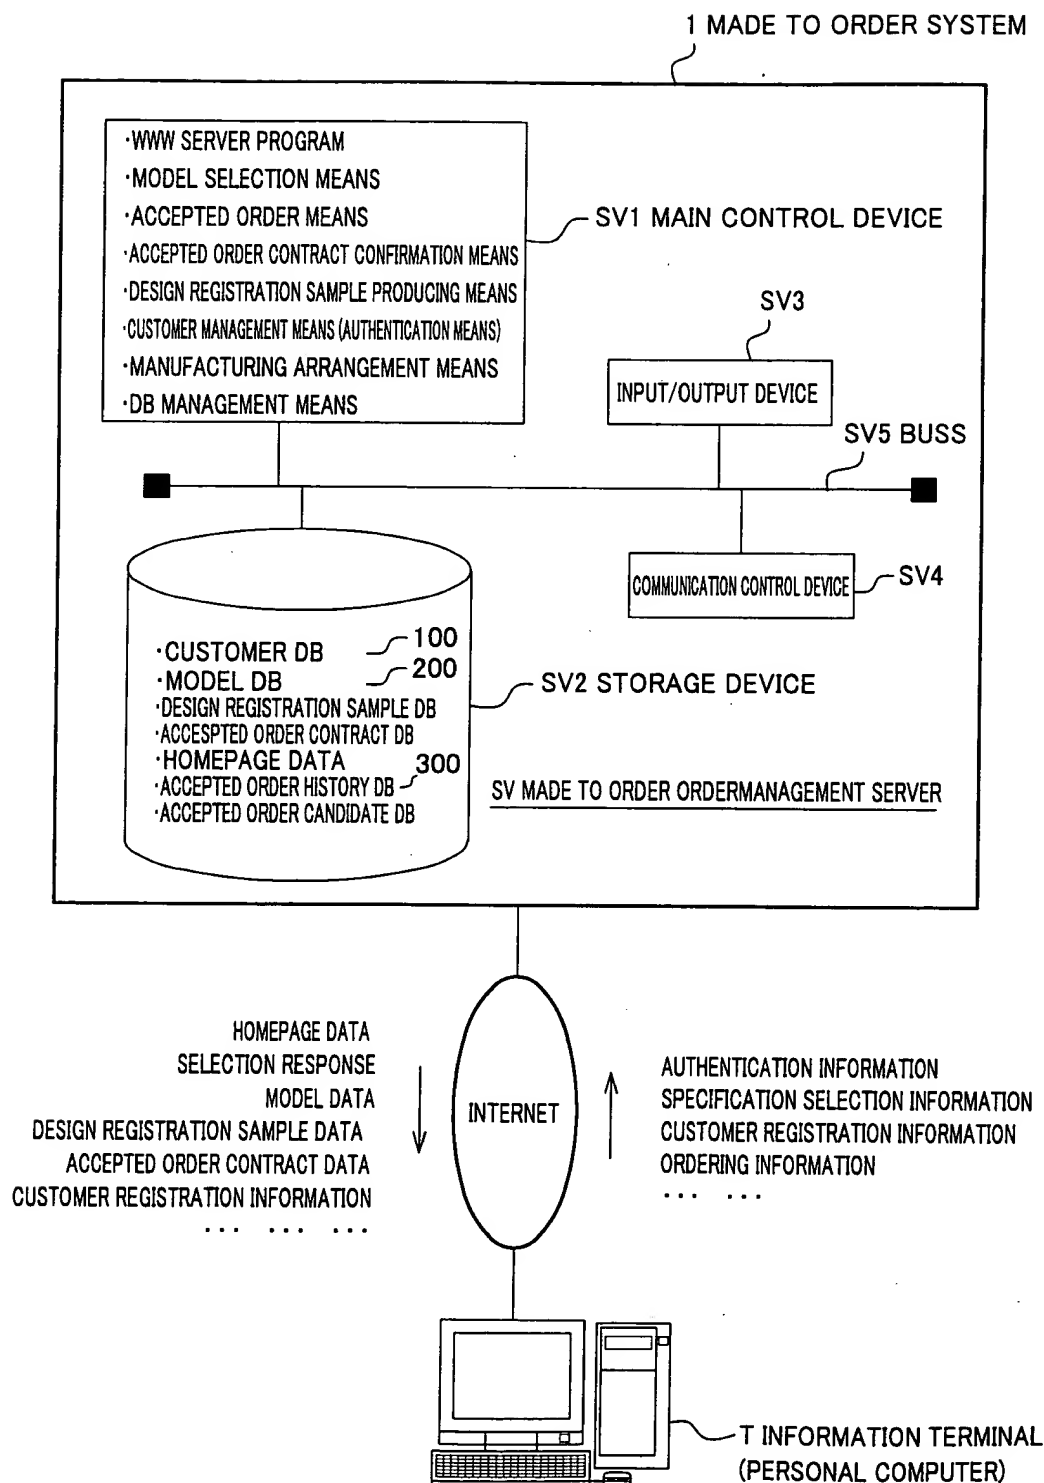 1 MADE TO ORDER SYSTEM
·WWW SERVER PROGRAM
·MODEL SELECTION MEANS
·ACCEPTED ORDER MEANS
·ACCEPTED ORDER CONTRACT CONFIRMATION MEANS
·DESIGN REGISTRATION SAMPLE PRODUCING MEANS
·CUSTOMER MANAGEMENT MEANS (AUTHENTICATION MEANS)
·MANUFACTURING ARRANGEMENT MEANS
·DB MANAGEMENT MEANS
SV1 MAIN CONTROL DEVICE
SV3
INPUT/OUTPUT DEVICE
SV5 BUSS
COMMUNICATION CONTROL DEVICE
SV4
·CUSTOMER DB 100
·MODEL DB 200
·DESIGN REGISTRATION SAMPLE DB
·ACCESPTED ORDER CONTRACT DB
·HOMEPAGE DATA
·ACCEPTED ORDER HISTORY DB 300
·ACCEPTED ORDER CANDIDATE DB
SV2 STORAGE DEVICE
SV MADE TO ORDER ORDERMANAGEMENT SERVER
HOMEPAGE DATA
SELECTION RESPONSE
MODEL DATA
DESIGN REGISTRATION SAMPLE DATA
ACCEPTED ORDER CONTRACT DATA
CUSTOMER REGISTRATION INFORMATION
... ... ...
INTERNET
AUTHENTICATION INFORMATION
SPECIFICATION SELECTION INFORMATION
CUSTOMER REGISTRATION INFORMATION
ORDERING INFORMATION
... ...
T INFORMATION TERMINAL
(PERSONAL COMPUTER)